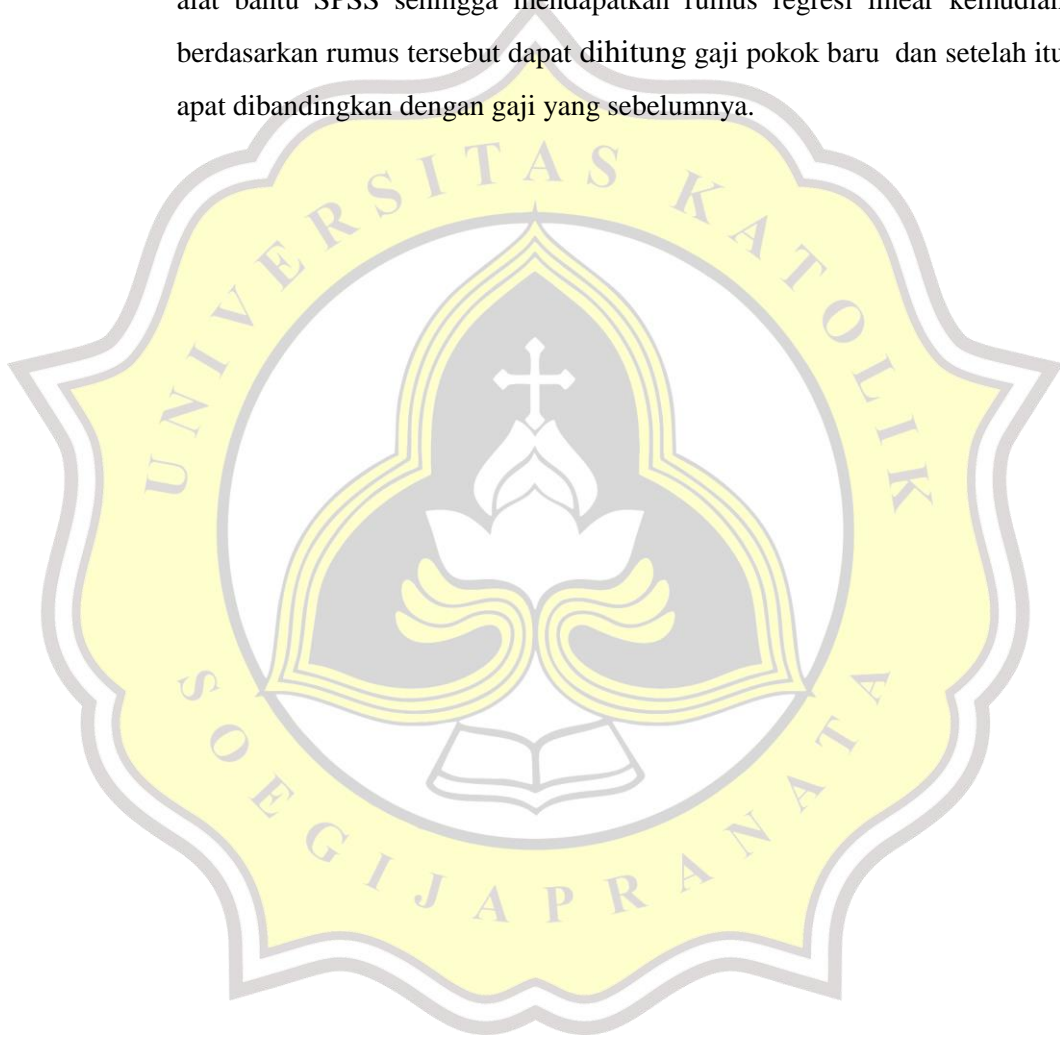 alat bantu SPSS sehingga mendapatkan rumus regresi linear kemudian
berdasarkan rumus tersebut dapat dihitung gaji pokok baru dan setelah itu
apat dibandingkan dengan gaji yang sebelumnya.
UNIVERSITAS KATOLIK
SOEGIJAPRANATA